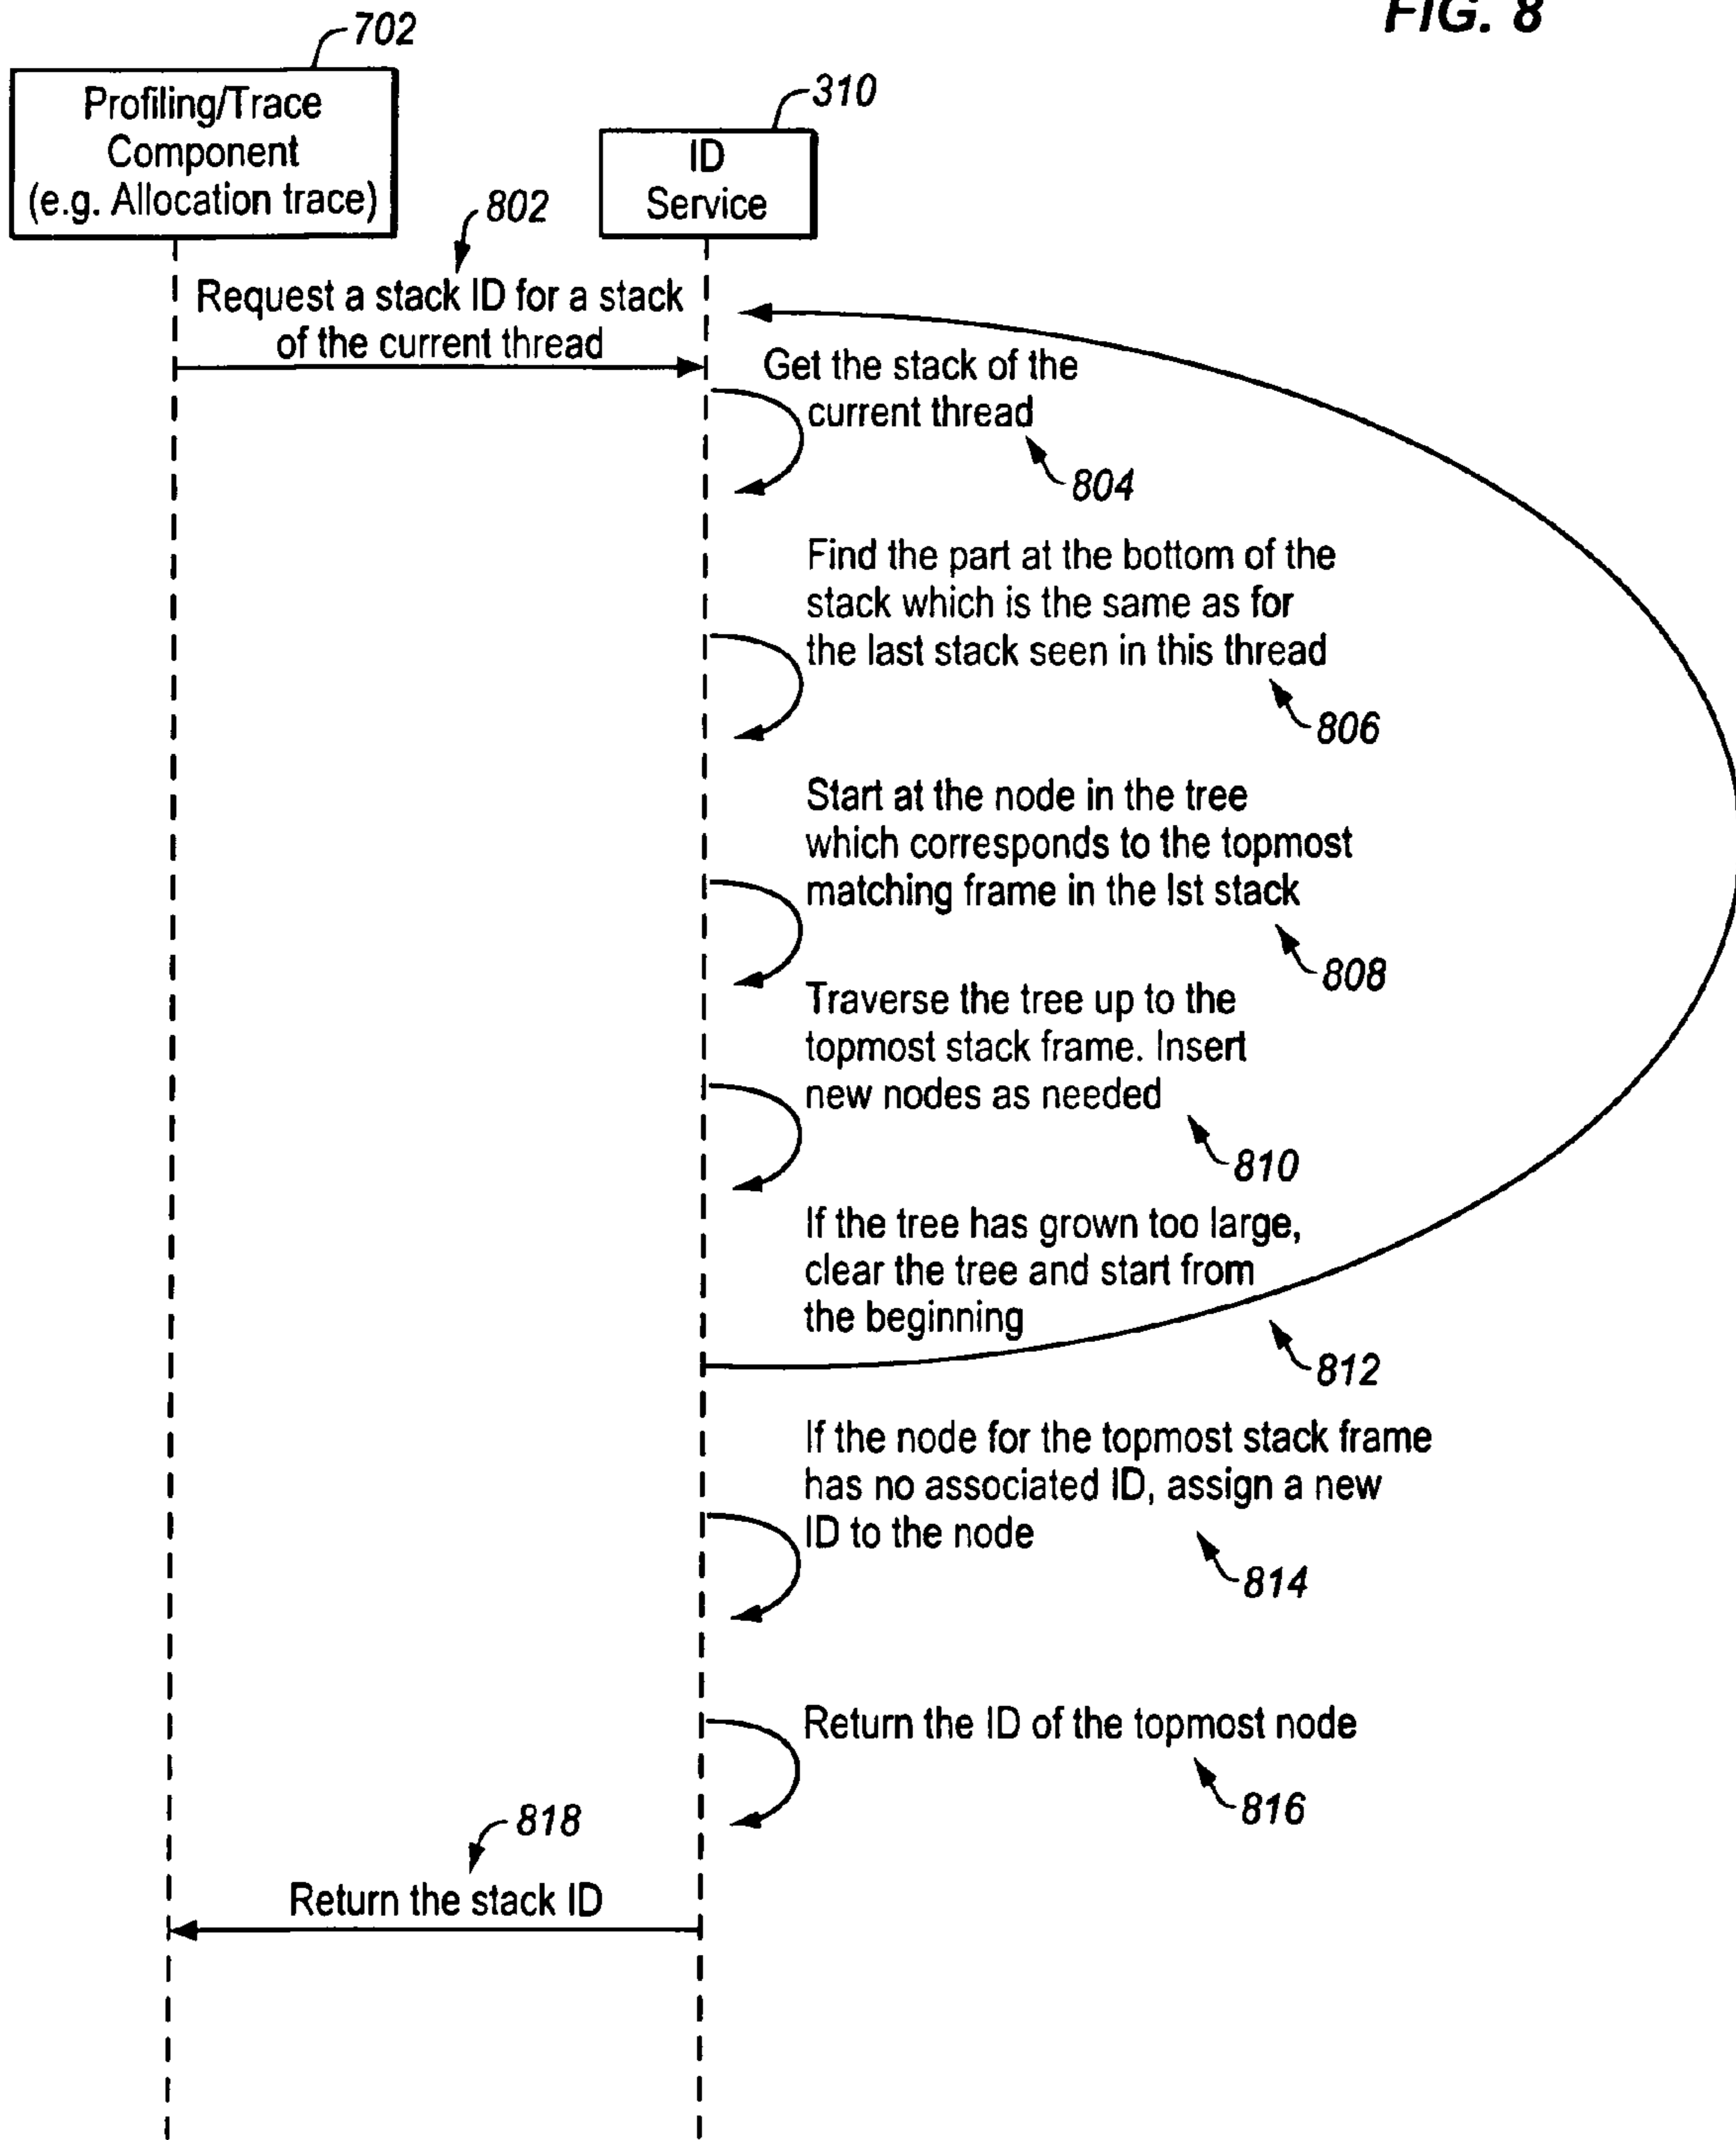 FIG. 8
702
Profiling/Trace
Component
(e.g. Allocation trace)
310
ID
Service
802
Request a stack ID for a stack
of the current thread
Get the stack of the
current thread
804
Find the part at the bottom of the
stack which is the same as for
the last stack seen in this thread
806
Start at the node in the tree
which corresponds to the topmost
matching frame in the lst stack
808
Traverse the tree up to the
topmost stack frame. Insert
new nodes as needed
810
If the tree has grown too large,
clear the tree and start from
the beginning
812
If the node for the topmost stack frame
has no associated ID, assign a new
ID to the node
814
Return the ID of the topmost node
816
818
Return the stack ID